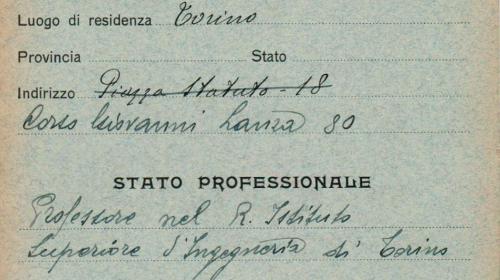 Luogo di residenza Torino
Provincia Stato
Indirizzo Piazza Statuto - 18
Corso Giovanni Lanza 80
STATO PROFESSIONALE
Professore nel R. Istituto
Superiore d'Ingegneria di Torino